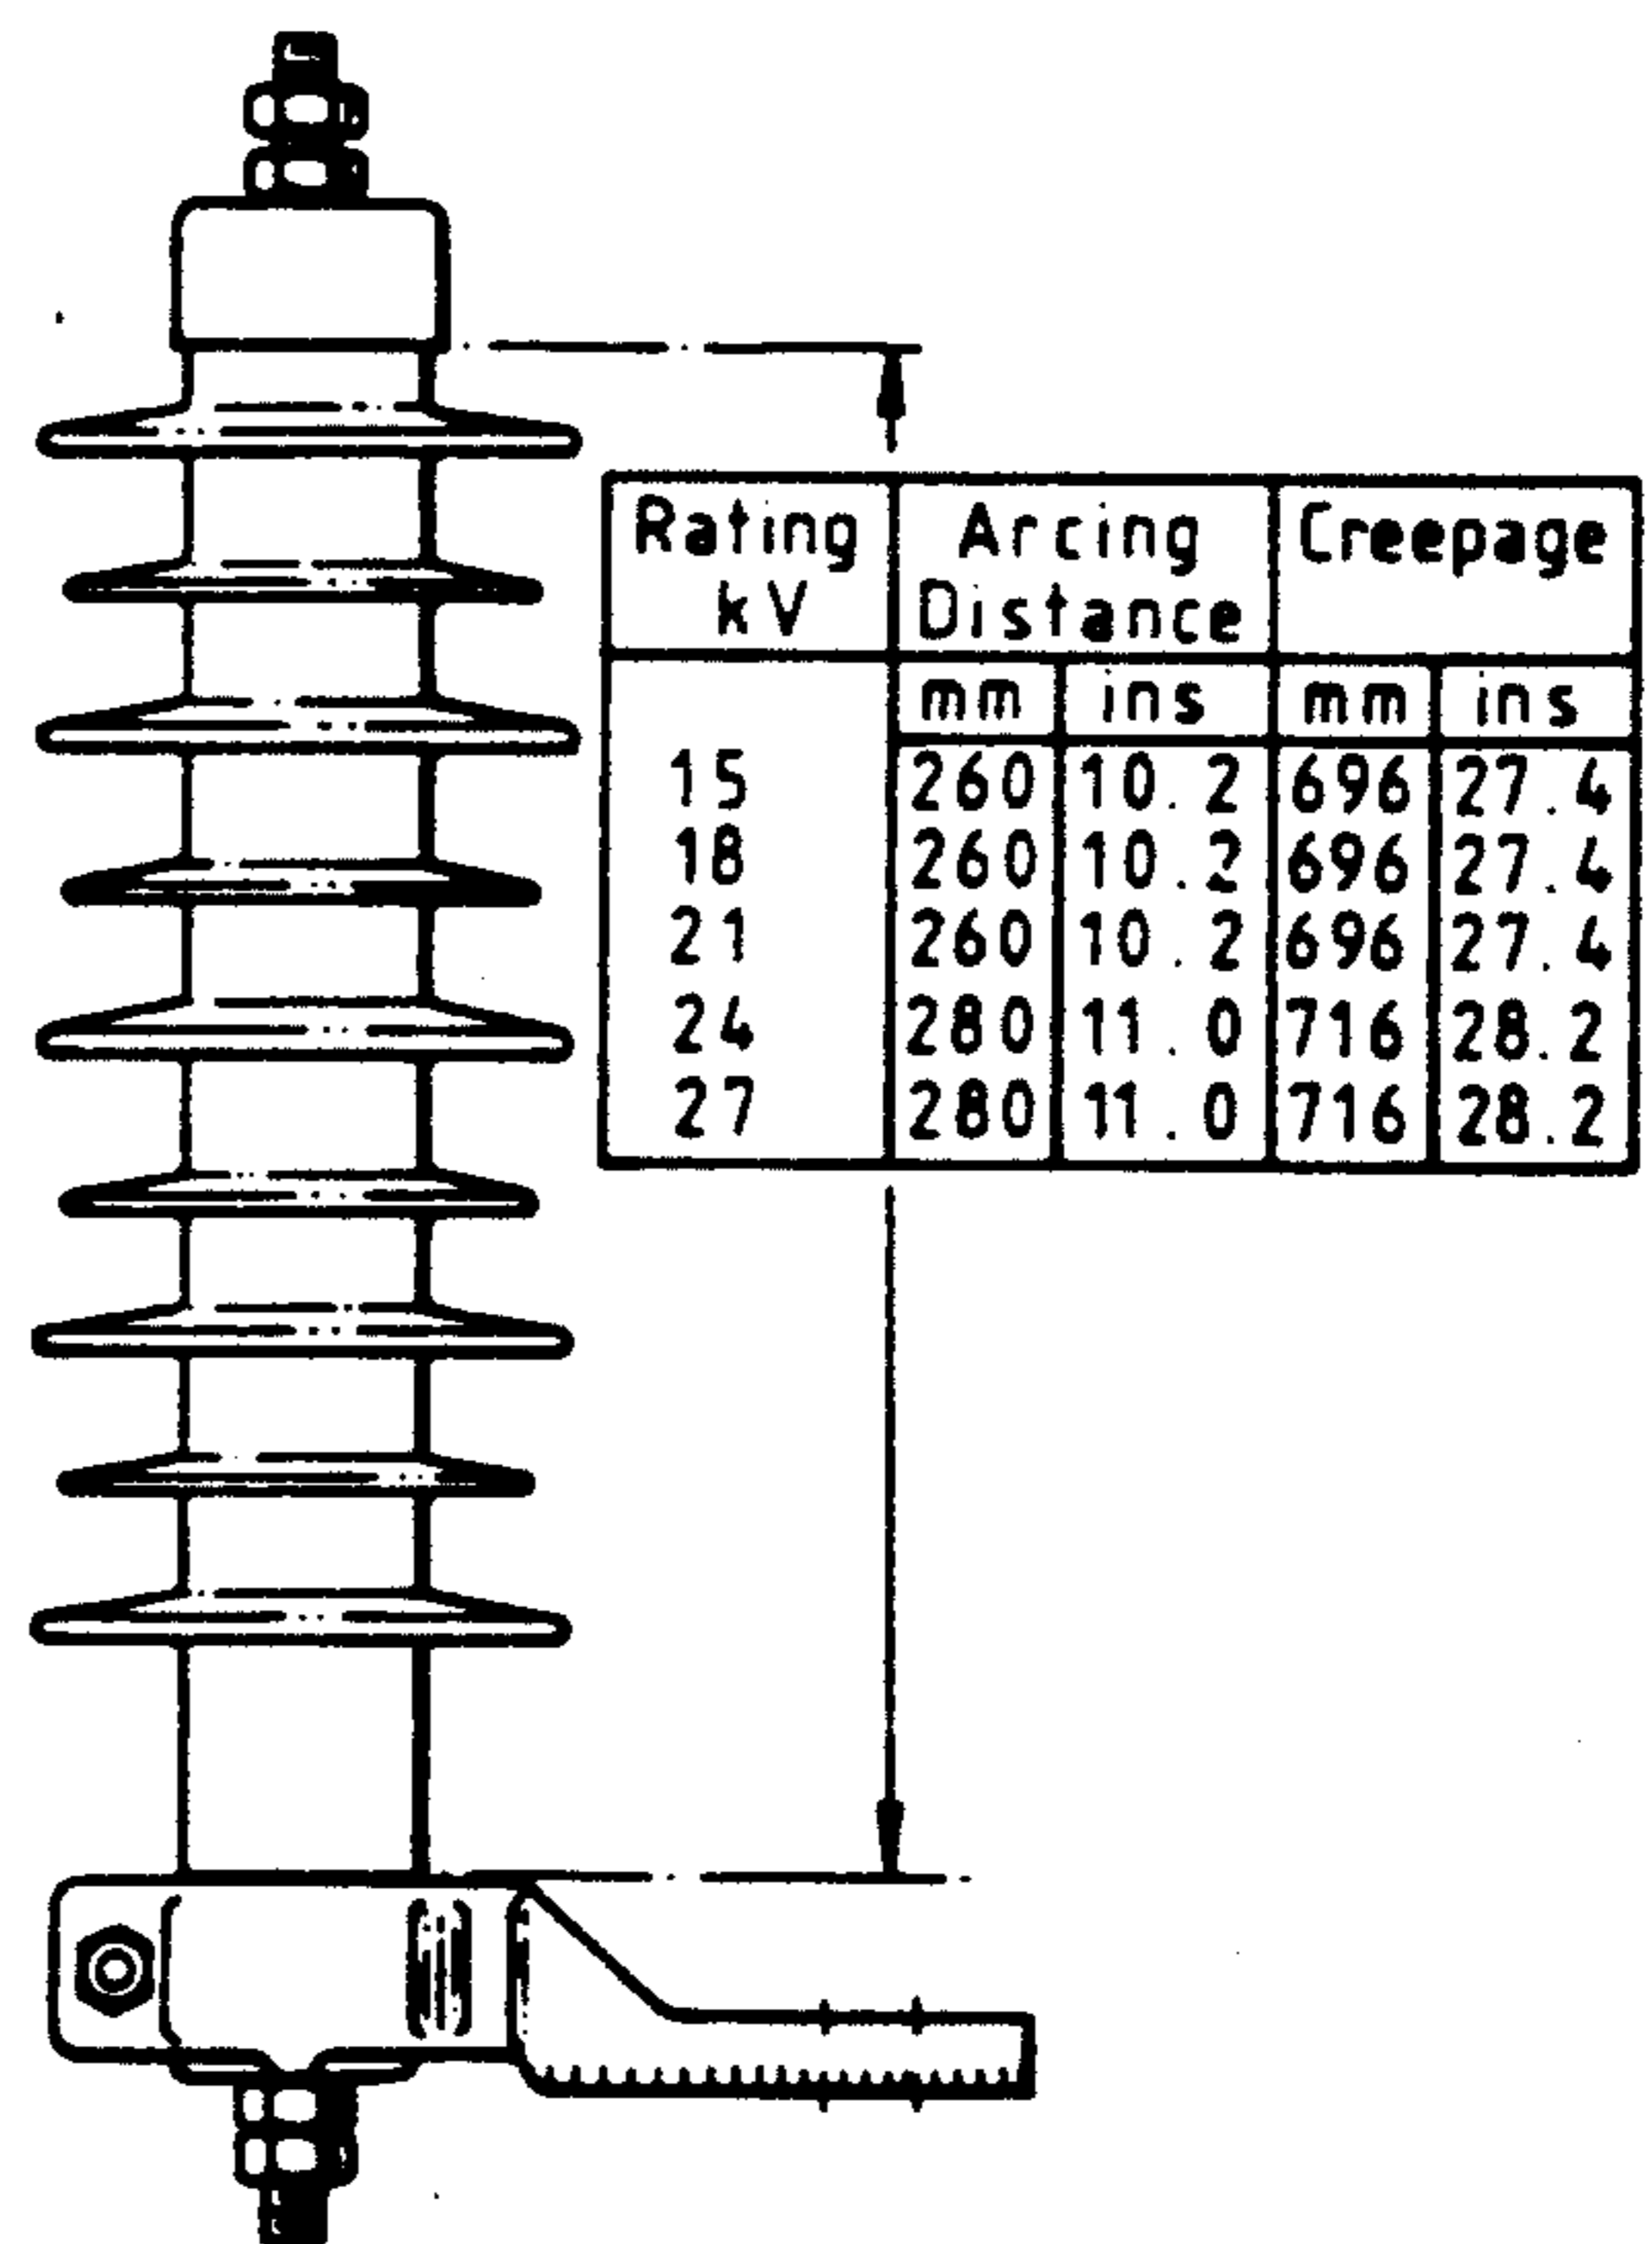 Rating Arcing Creepage
kV Distance
mm ins mm ins
15 260 10.2 696 27.4
18 260 10.2 696 27.4
21 260 10.2 696 27.4
24 280 11.0 716 28.2
27 280 11.0 716 28.2